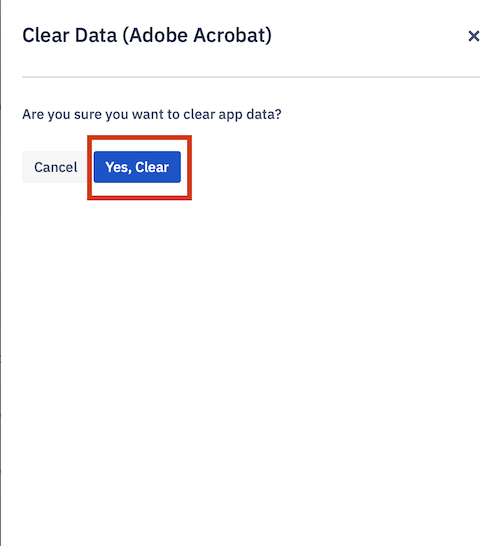 Clear Data (Adobe Acrobat)
Are you sure you want to clear app data?
Cancel
Yes, Clear